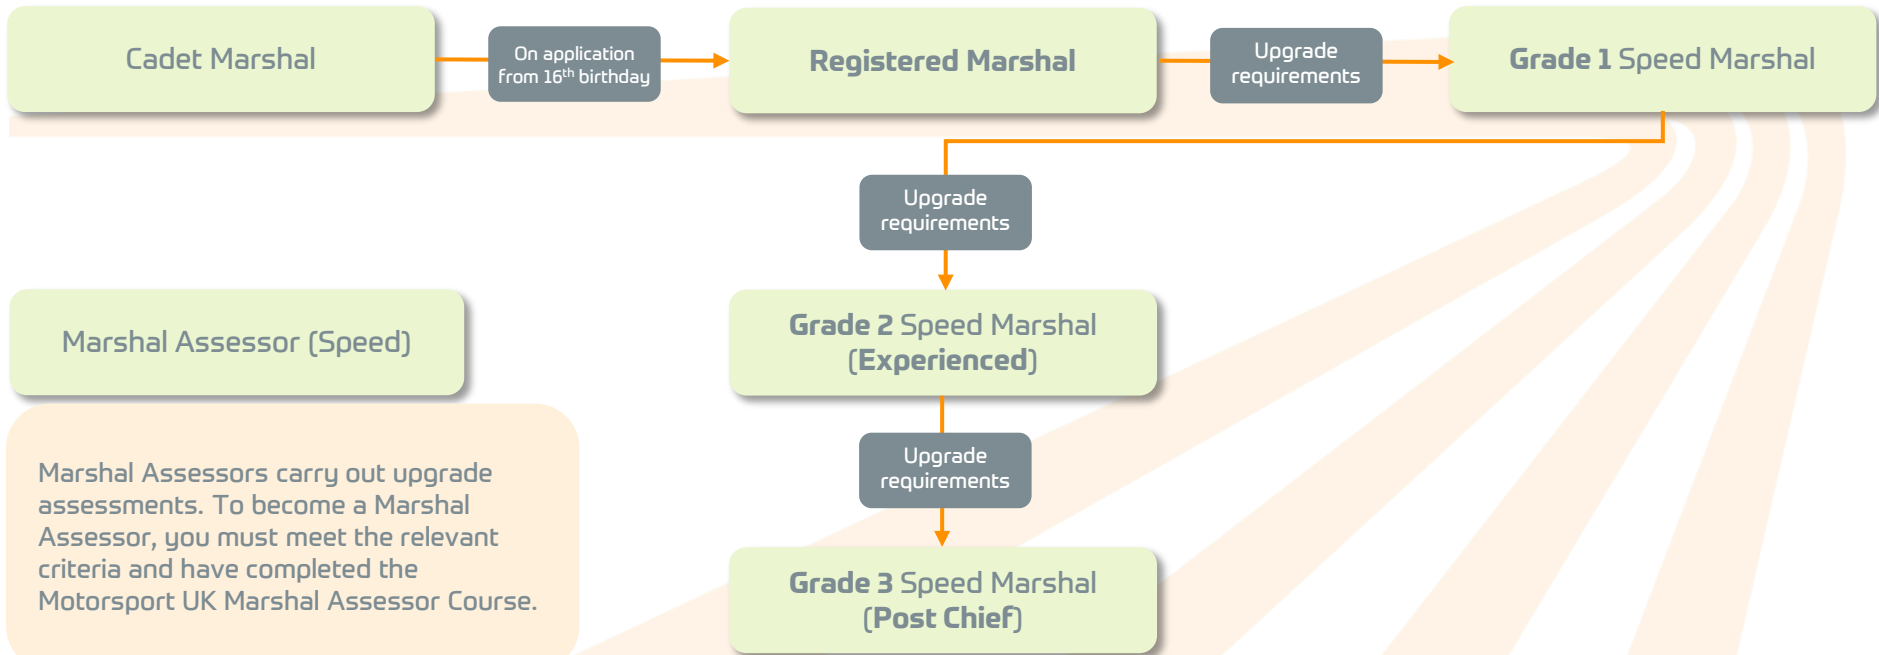 Cadet Marshal
On application
from 16th birthday
Registered Marshal
Upgrade
requirements
Grade 1 Speed Marshal
Upgrade
requirements
Marshal Assessor (Speed)
Grade 2 Speed Marshal
(Experienced)
Marshal Assessors carry out upgrade
assessments. To become a Marshal
Assessor, you must meet the relevant
criteria and have completed the
Motorsport UK Marshal Assessor Course.
Upgrade
requirements
Grade 3 Speed Marshal
(Post Chief)